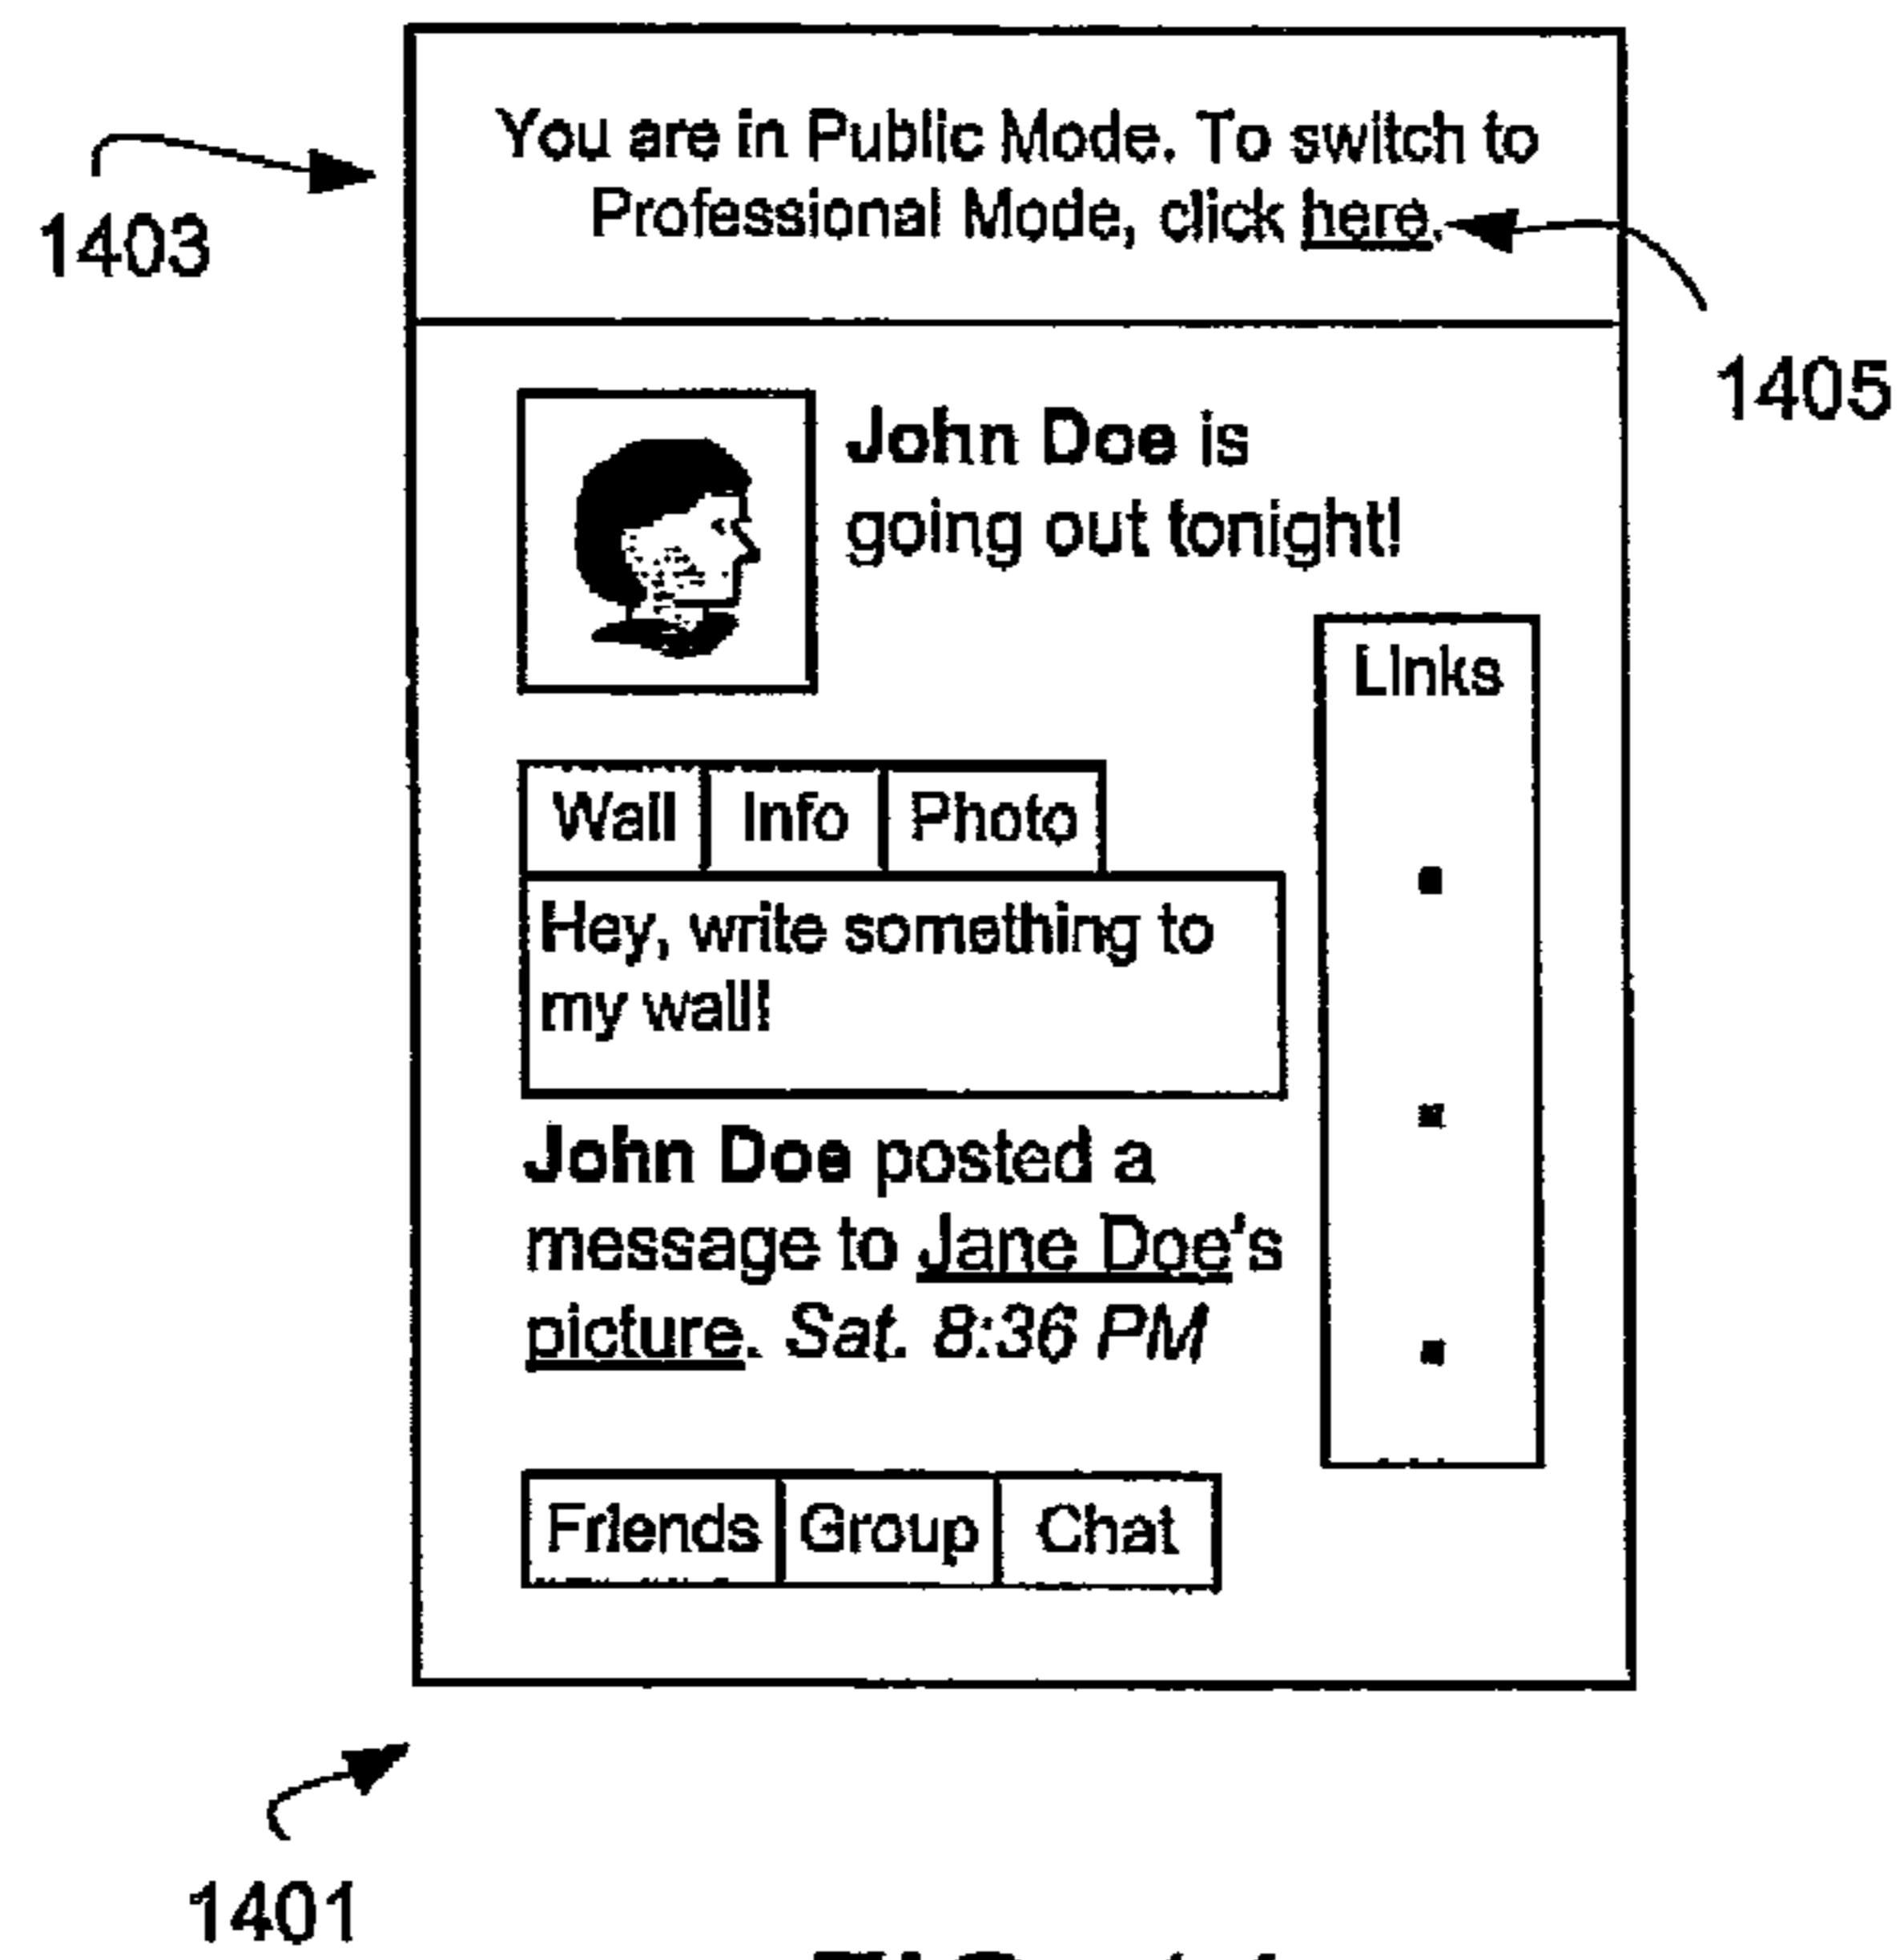 You are in Public Mode. To switch to
Professional Mode, click here.
1403
1405
John Doe is
going out tonight!
Links
Wall Info Photo
Hey, write something to
my wall!
John Doe posted a
message to Jane Doe's
picture. Sat. 8:36 PM
Friends Group Chat
1401